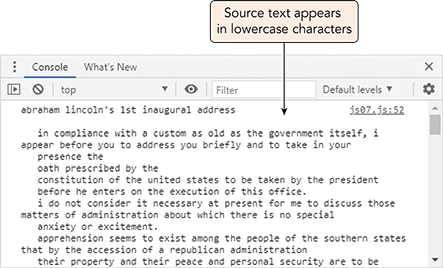 Source text appears
in lowercase characters
Console What's New
top Filter Default levels
abraham lincoln's 1st inaugural address js07.js:52
in compliance with a custom as old as the government itself, i
appear before you to address you briefly and to take in your
presence the
oath prescribed by the
constitution of the united states to be taken by the president
before he enters on the execution of this office.
i do not consider it necessary at present for me to discuss those
matters of administration about which there is no special
anxiety or excitement.
apprehension seems to exist among the people of the southern states
that by the accession of a republican administration
their property and their peace and personal security are to be